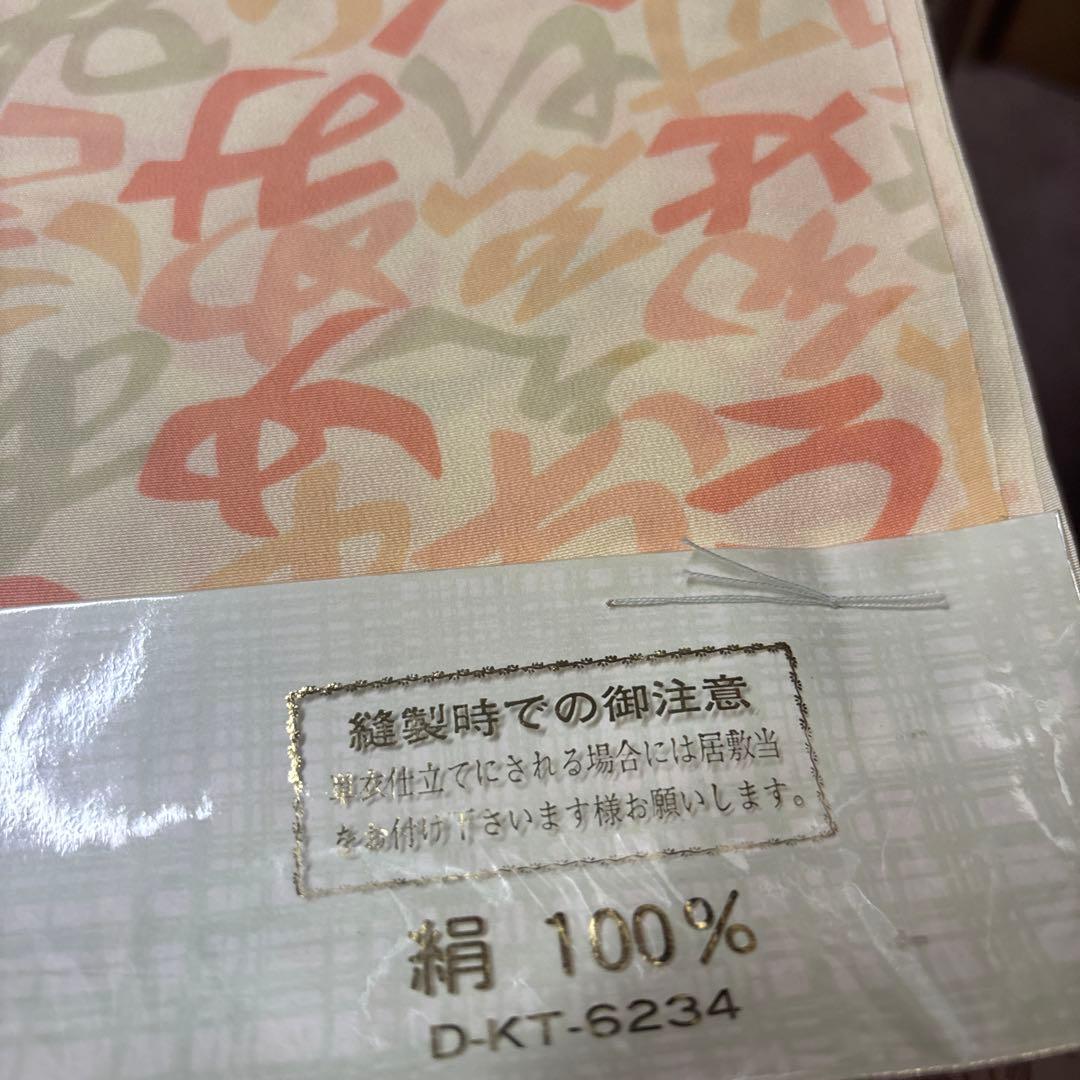 縫製時での御注意
単衣仕立てにされる場合には居敷当
をお付け下さいます様お願いします。
絹 100%
D-KT-6234